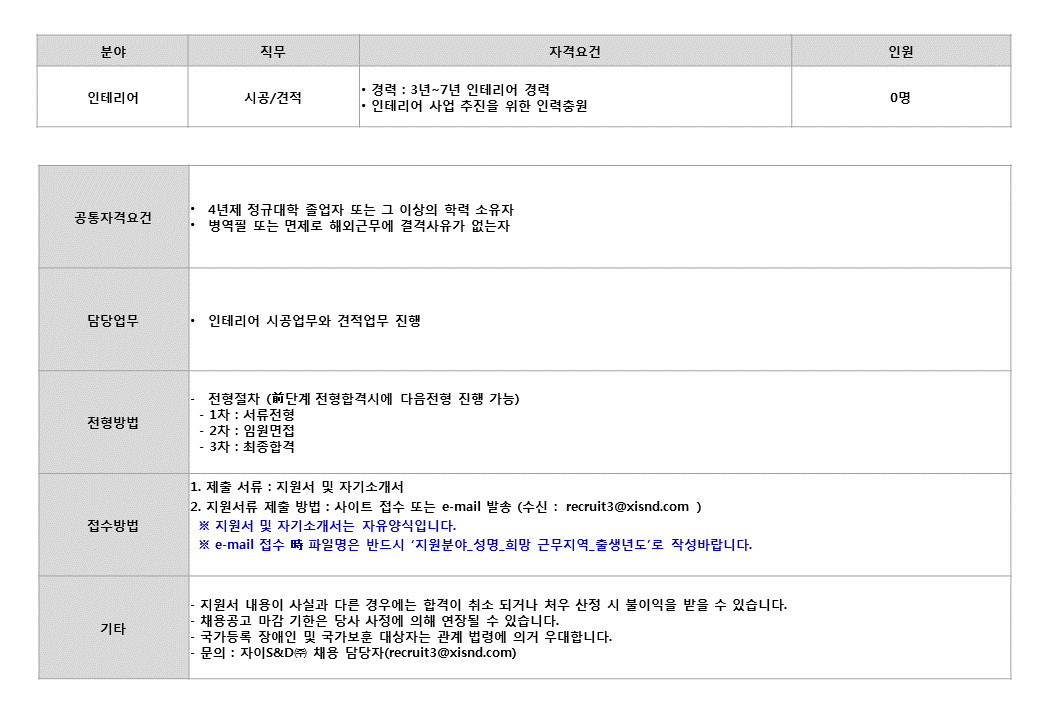 분야 직무 자격요건 인원
인테리어 시공/견적 • 경력 : 3년~7년 인테리어 경력 0명
• 인테리어 사업 추진을 위한 인력충원
공통자격요건
• 4년제 정규대학 졸업자 또는 그 이상의 학력 소유자
• 병역필 또는 면제로 해외근무에 결격사유가 없는자
담당업무 • 인테리어 시공업무와 견적업무 진행
전형방법
- 전형절차 (前단계 전형합격시에 다음전형 진행 가능)
- 1차 : 서류전형
- 2차 : 임원면접
- 3차 : 최종합격
접수방법
1. 제출 서류 : 지원서 및 자기소개서
2. 지원서류 제출 방법 : 사이트 접수 또는 e-mail 발송 (수신 : recruit3@xisnd.com )
※ 지원서 및 자기소개서는 자유양식입니다.
※ e-mail 접수 時 파일명은 반드시 ‘지원분야_성명_희망 근무지역_출생년도’로 작성바랍니다.
기타
- 지원서 내용이 사실과 다른 경우에는 합격이 취소 되거나 처우 산정 시 불이익을 받을 수 있습니다.
- 채용공고 마감 기한은 당사 사정에 의해 연장될 수 있습니다.
- 국가등록 장애인 및 국가보훈 대상자는 관계 법령에 의거 우대합니다.
- 문의 : 자이S&D㈜ 채용 담당자(recruit3@xisnd.com)